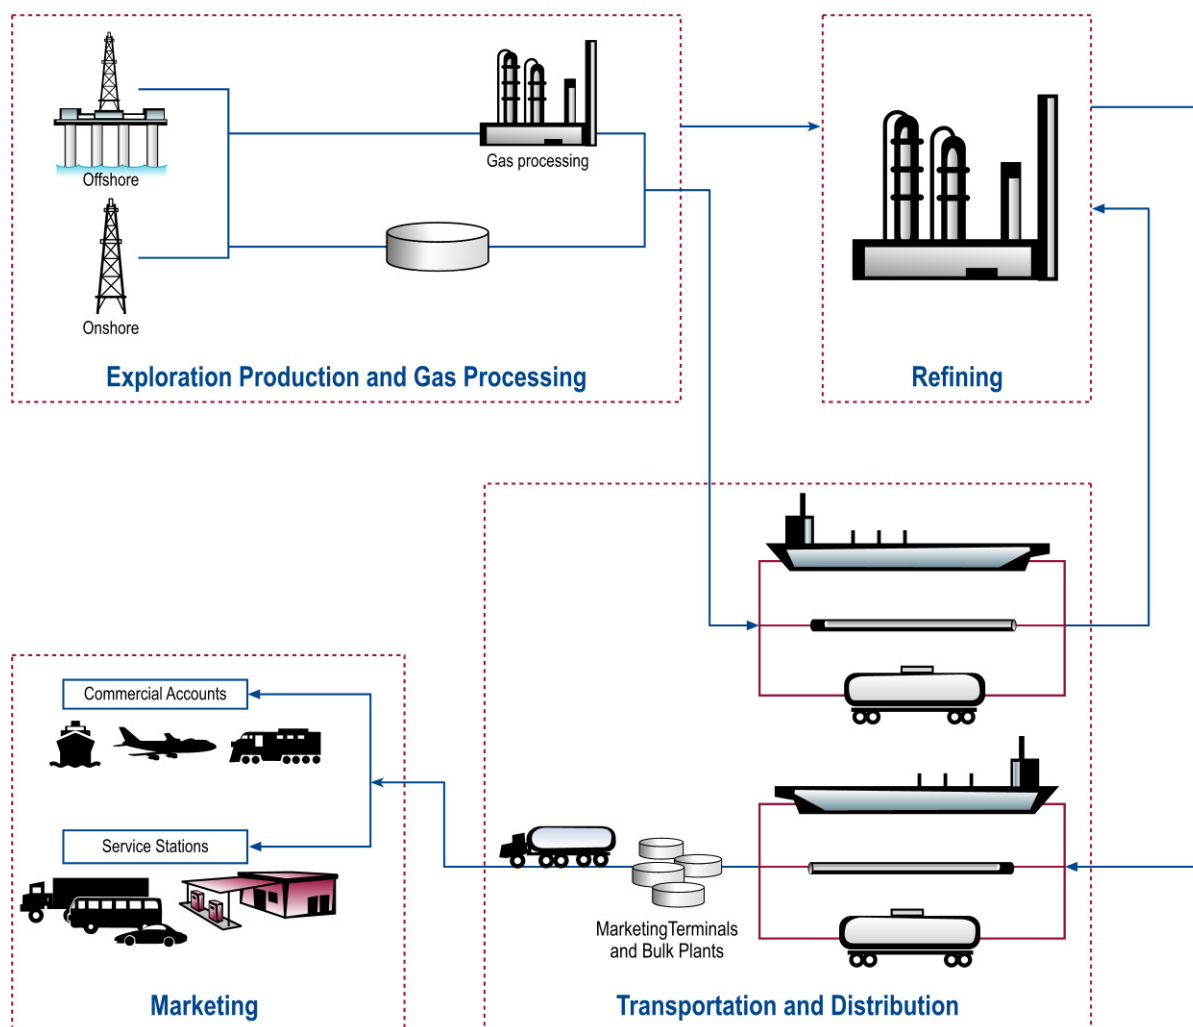 Offshore
Gas processing
Onshore
Exploration Production and Gas Processing
Refining
Commercial Accounts
Service Stations
MarketingTerminals
and Bulk Plants
Marketing
Transportation and Distribution